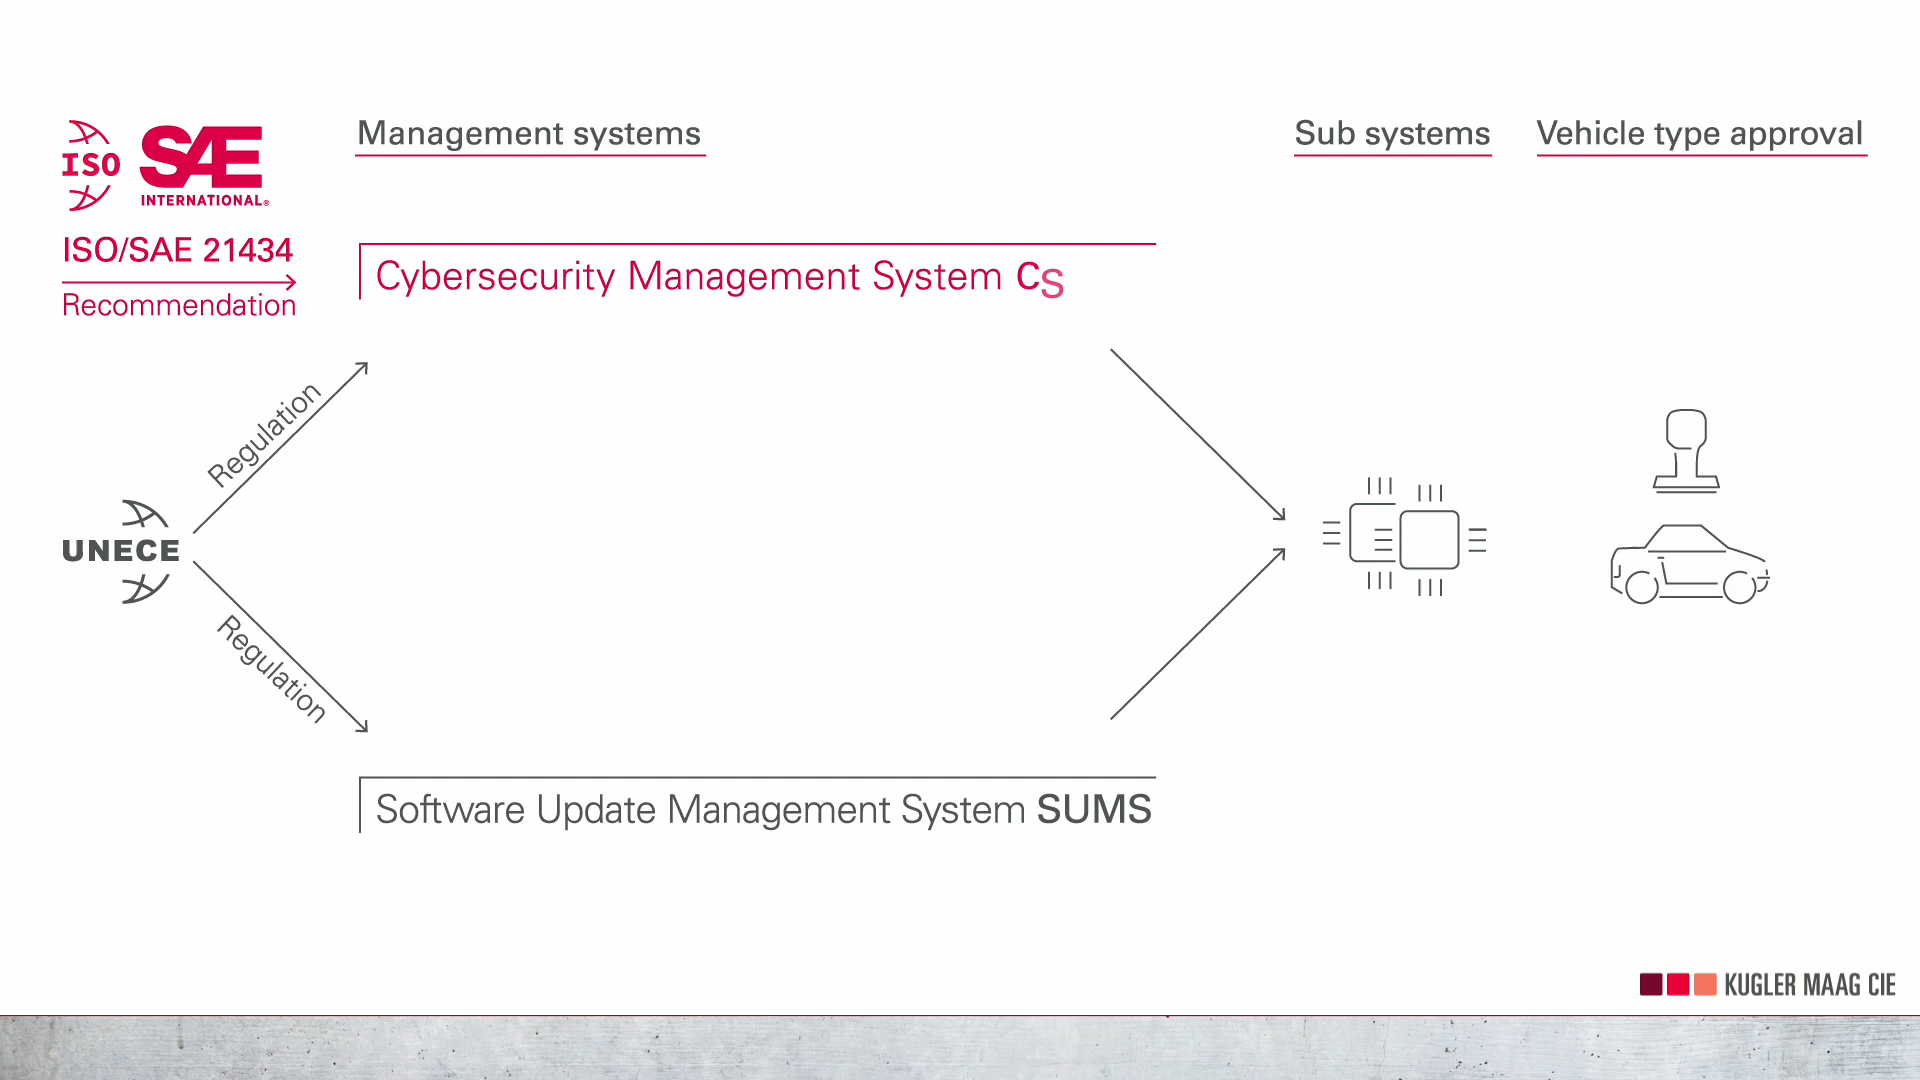 Management systems
Sub systems
Vehicle type approval
ISO
SAE
INTERNATIONAL®
ISO/SAE 21434
Recommendation
Cybersecurity Management System CS
Regulation
UNECE
Regulation
Software Update Management System SUMS
KUGLER MAAG CIE